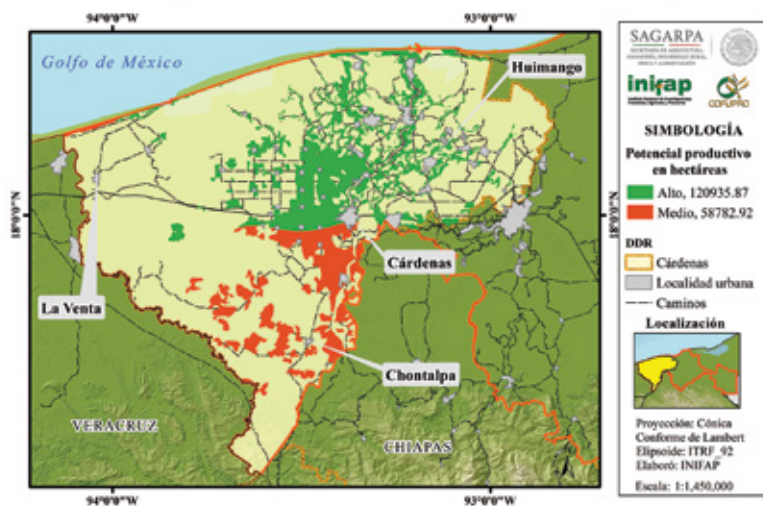 94°0'0"W
93°0'0"W
Golfo de México
Huimango
18°0'0"N
18°0'0"N
Cárdenas
La Venta
Chontalpa
VERACRUZ
CHIAPAS
94°0'0"W
93°0'0"W
SAGARPA
inifap
COFUPRO
SIMBOLOGÍA
Potencial productivo
en hectáreas
Alto, 120935.87
Medio, 58782.92
DDR
Cárdenas
Localidad urbana
Caminos
Localización
Proyección: Cónica
Conforme de Lambert
Elipsoide: ITRF_92
Elaboró: INIFAP
Escala: 1:1,450,000